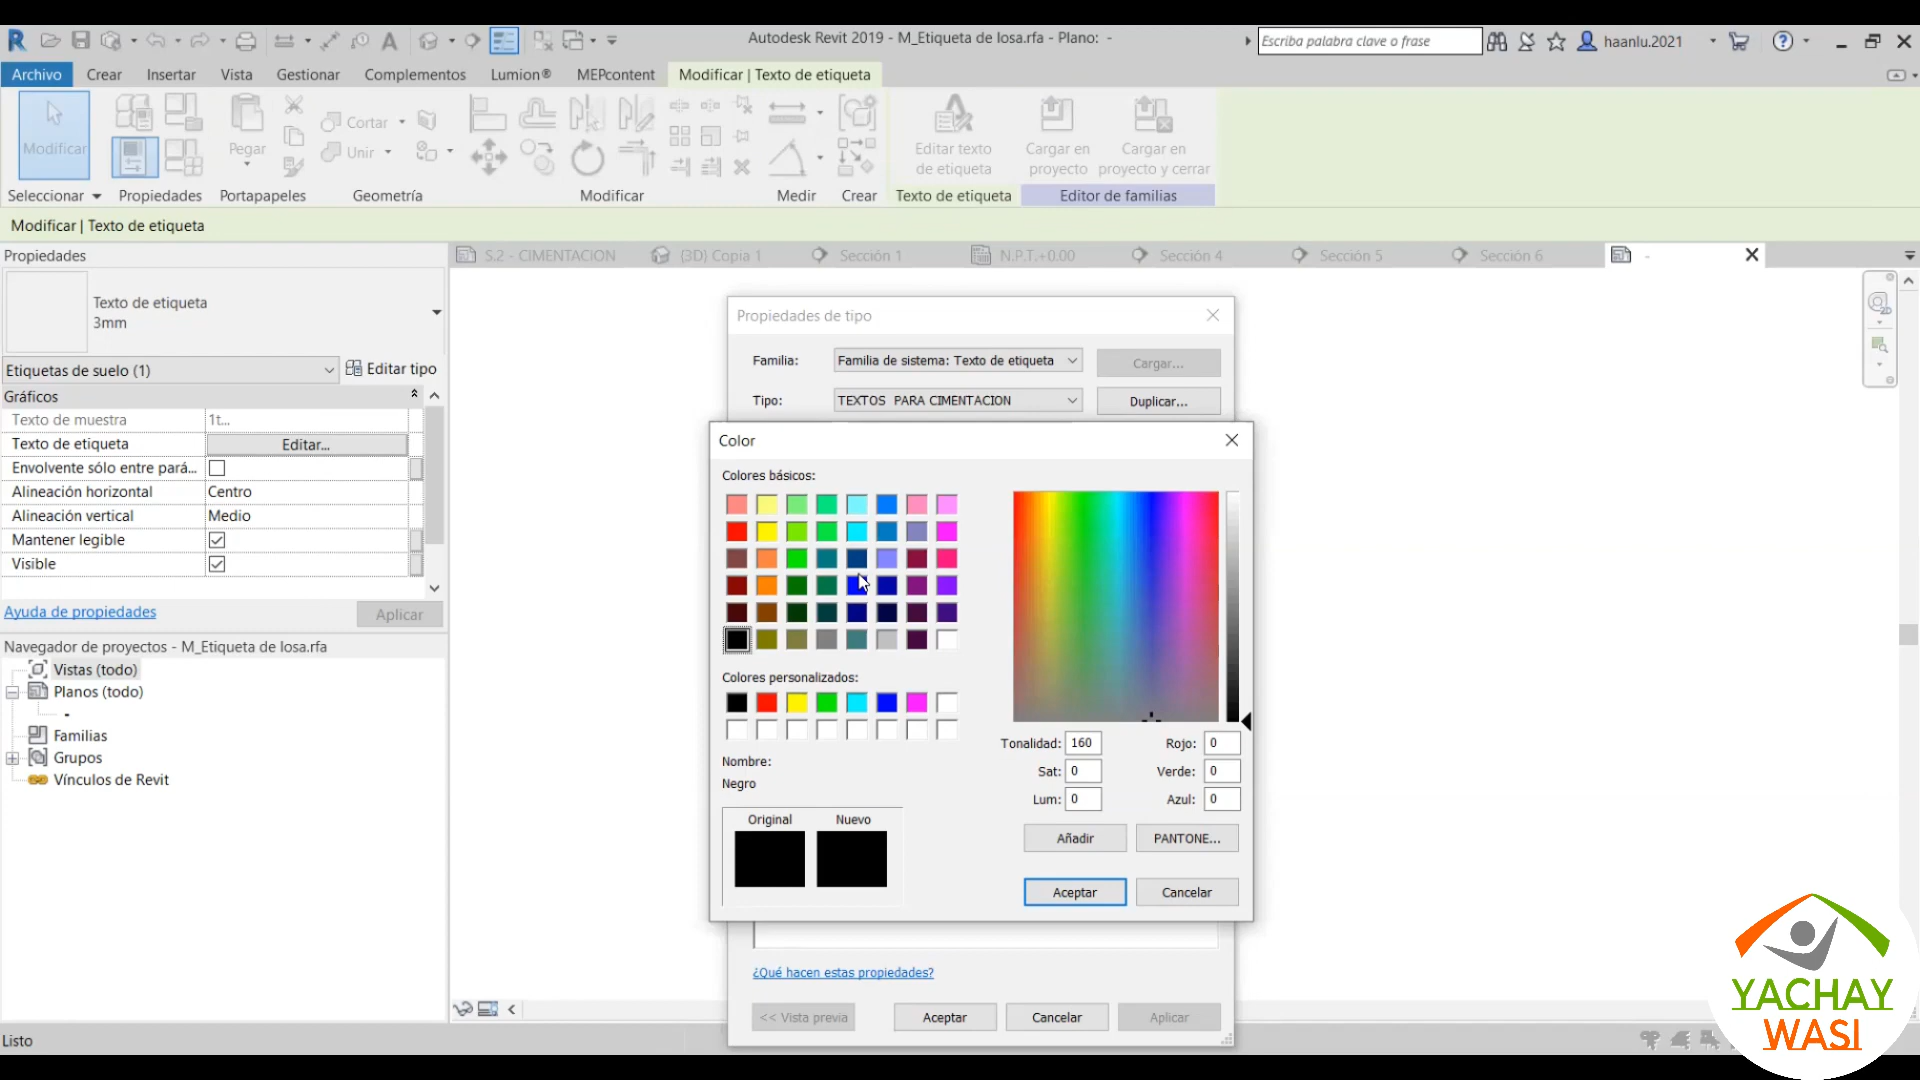 Autodesk Revit 2019 - M_Etiqueta de losa.rfa - Plano: -
Escriba palabra clave o frase
haanlu.2021
Archivo Crear Insertar Vista Gestionar Complementos Lumion® MEPcontent Modificar | Texto de etiqueta
Modificar
Pegar
Cortar
Unir
Editar texto de etiqueta
Cargar en proyecto
Cargar en proyecto y cerrar
Seleccionar Propiedades Portapapeles Geometría Modificar Medir Crear Texto de etiqueta Editor de familias
Modificar | Texto de etiqueta
Propiedades
S.2 - CIMENTACION (3D) Copia 1 Sección 1 N.P.T.+0.00 Sección 4 Sección 5 Sección 6 -
Texto de etiqueta
3mm
Etiquetas de suelo (1) Editar tipo
Gráficos
Texto de muestra 1t...
Texto de etiqueta Editar...
Envolvente sólo entre pará...
Alineación horizontal Centro
Alineación vertical Medio
Mantener legible
Visible
Ayuda de propiedades Aplicar
Navegador de proyectos - M_Etiqueta de losa.rfa
Vistas (todo)
Planos (todo)
-
Familias
Grupos
Vínculos de Revit
Propiedades de tipo
Familia: Familia de sistema: Texto de etiqueta Cargar...
Tipo: TEXTOS PARA CIMENTACION Duplicar...
Color
Colores básicos:
Colores personalizados:
Nombre:
Negro
Original Nuevo
Tonalidad: 160 Rojo: 0
Sat: 0 Verde: 0
Lum: 0 Azul: 0
Añadir PANTONE...
Aceptar Cancelar
¿Qué hacen estas propiedades?
<< Vista previa Aceptar Cancelar Aplicar
Listo
2D
YACHAY
WASI